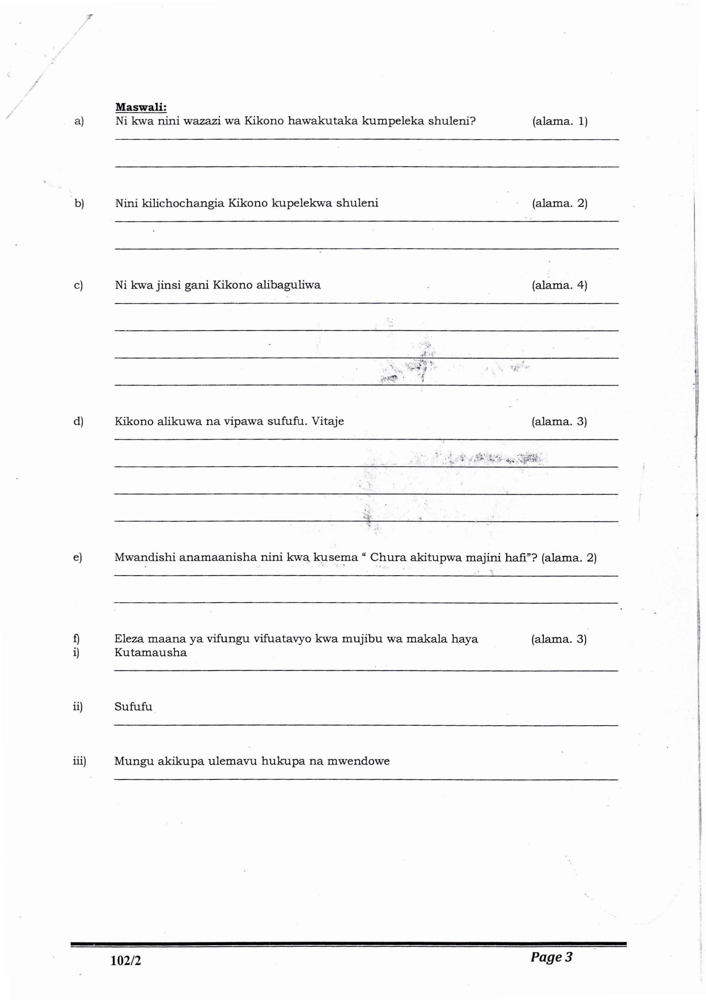 Maswali:
a) Ni kwa nini wazazi wa Kikono hawakutaka kumpeleka shuleni? (alama. 1)
b) Nini kilichochangia Kikono kupelekwa shuleni (alama. 2)
c) Ni kwa jinsi gani Kikono alibaguliwa (alama. 4)
d) Kikono alikuwa na vipawa sufufu. Vitaje (alama. 3)
e) Mwandishi anamaanisha nini kwa kusema “ Chura akitupwa majini hafi”? (alama. 2)
f) Eleza maana ya vifungu vifuatavyo kwa mujibu wa makala haya (alama. 3)
i) Kutamausha
ii) Sufufu
iii) Mungu akikupa ulemavu hukupa na mwendowe
102/2 Page 3